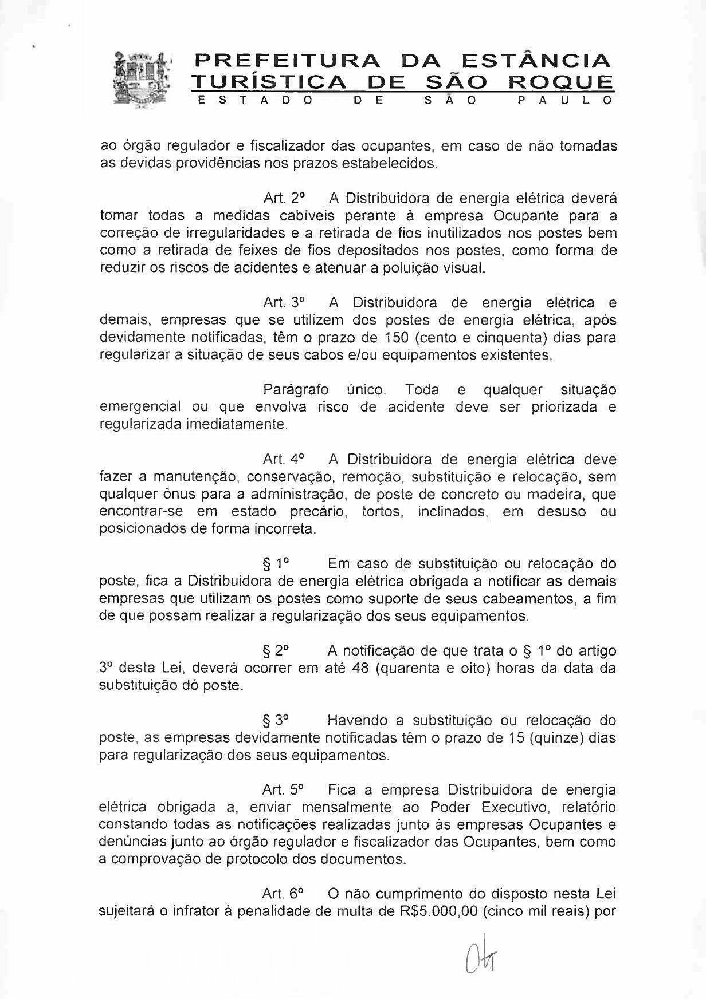 PREFEITURA DA ESTÂNCIA
TURÍSTICA DE SÃO ROQUE
ESTADO DE SÃO PAULO
ao órgão regulador e fiscalizador das ocupantes, em caso de não tomadas
as devidas providências nos prazos estabelecidos.
Art. 2º A Distribuidora de energia elétrica deverá
tomar todas a medidas cabíveis perante à empresa Ocupante para a
correção de irregularidades e a retirada de fios inutilizados nos postes bem
como a retirada de feixes de fios depositados nos postes, como forma de
reduzir os riscos de acidentes e atenuar a poluição visual.
Art. 3º A Distribuidora de energia elétrica e
demais, empresas que se utilizem dos postes de energia elétrica, após
devidamente notificadas, têm o prazo de 150 (cento e cinquenta) dias para
regularizar a situação de seus cabos e/ou equipamentos existentes.
Parágrafo único. Toda e qualquer situação
emergencial ou que envolva risco de acidente deve ser priorizada e
regularizada imediatamente.
Art. 4º A Distribuidora de energia elétrica deve
fazer a manutenção, conservação, remoção, substituição e relocação, sem
qualquer ônus para a administração, de poste de concreto ou madeira, que
encontrar-se em estado precário, tortos, inclinados, em desuso ou
posicionados de forma incorreta.
§ 1º Em caso de substituição ou relocação do
poste, fica a Distribuidora de energia elétrica obrigada a notificar as demais
empresas que utilizam os postes como suporte de seus cabeamentos, a fim
de que possam realizar a regularização dos seus equipamentos.
§ 2º A notificação de que trata o § 1º do artigo
3º desta Lei, deverá ocorrer em até 48 (quarenta e oito) horas da data da
substituição dó poste.
§ 3º Havendo a substituição ou relocação do
poste, as empresas devidamente notificadas têm o prazo de 15 (quinze) dias
para regularização dos seus equipamentos.
Art. 5º Fica a empresa Distribuidora de energia
elétrica obrigada a, enviar mensalmente ao Poder Executivo, relatório
constando todas as notificações realizadas junto às empresas Ocupantes e
denúncias junto ao órgão regulador e fiscalizador das Ocupantes, bem como
a comprovação de protocolo dos documentos.
Art. 6º O não cumprimento do disposto nesta Lei
sujeitará o infrator à penalidade de multa de R$5.000,00 (cinco mil reais) por